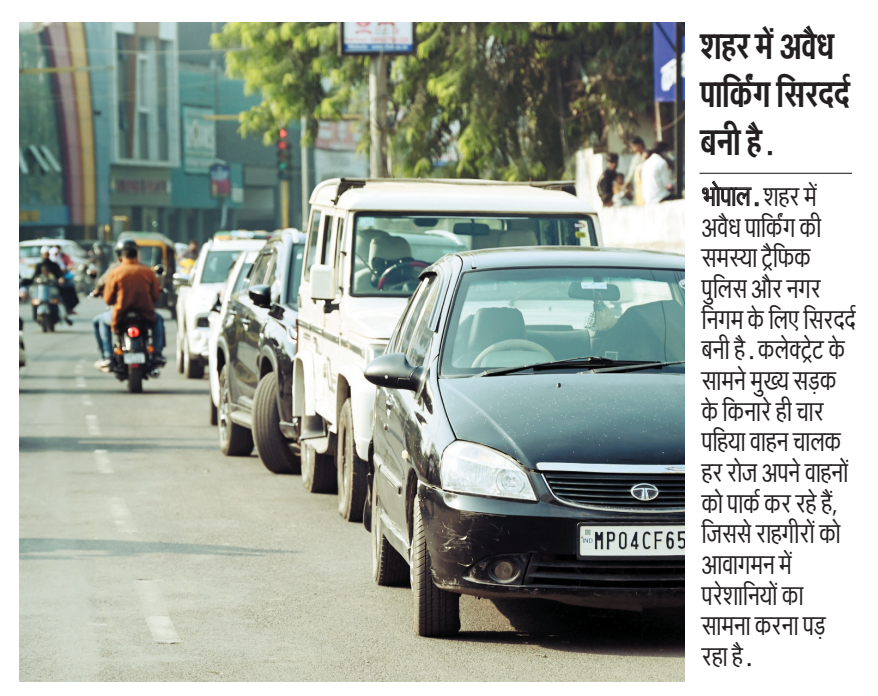 शहर में अवैध
पार्किंग सिरदर्द
बनी है .
भोपाल . शहर में
अवैध पार्किंग की
समस्या ट्रैफिक
पुलिस और नगर
निगम के लिए सिरदर्द
बनी है . कलेक्ट्रेट के
सामने मुख्य सड़क
के किनारे ही चार
पहिया वाहन चालक
हर रोज अपने वाहनों
को पार्क कर रहे हैं,
जिससे राहगीरों को
आवागमन में
परेशानियों का
सामना करना पड़
रहा है .
IND MP04CF65